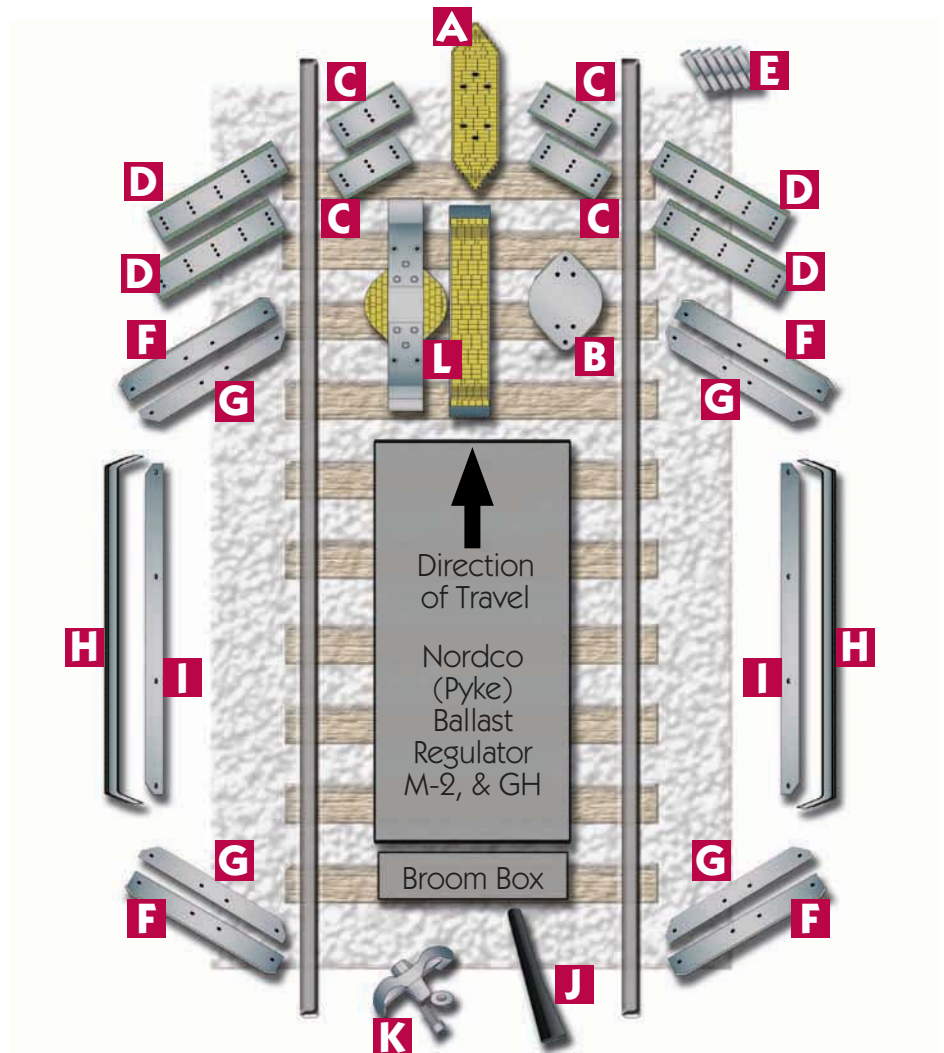 A
E
C
C
D
D
C
C
D
D
F
F
L
B
G
G
Direction
of Travel
Nordco
(Pyke)
Ballast
Regulator
M-2, & GH
H
I
I
H
G
G
Broom Box
F
F
J
K